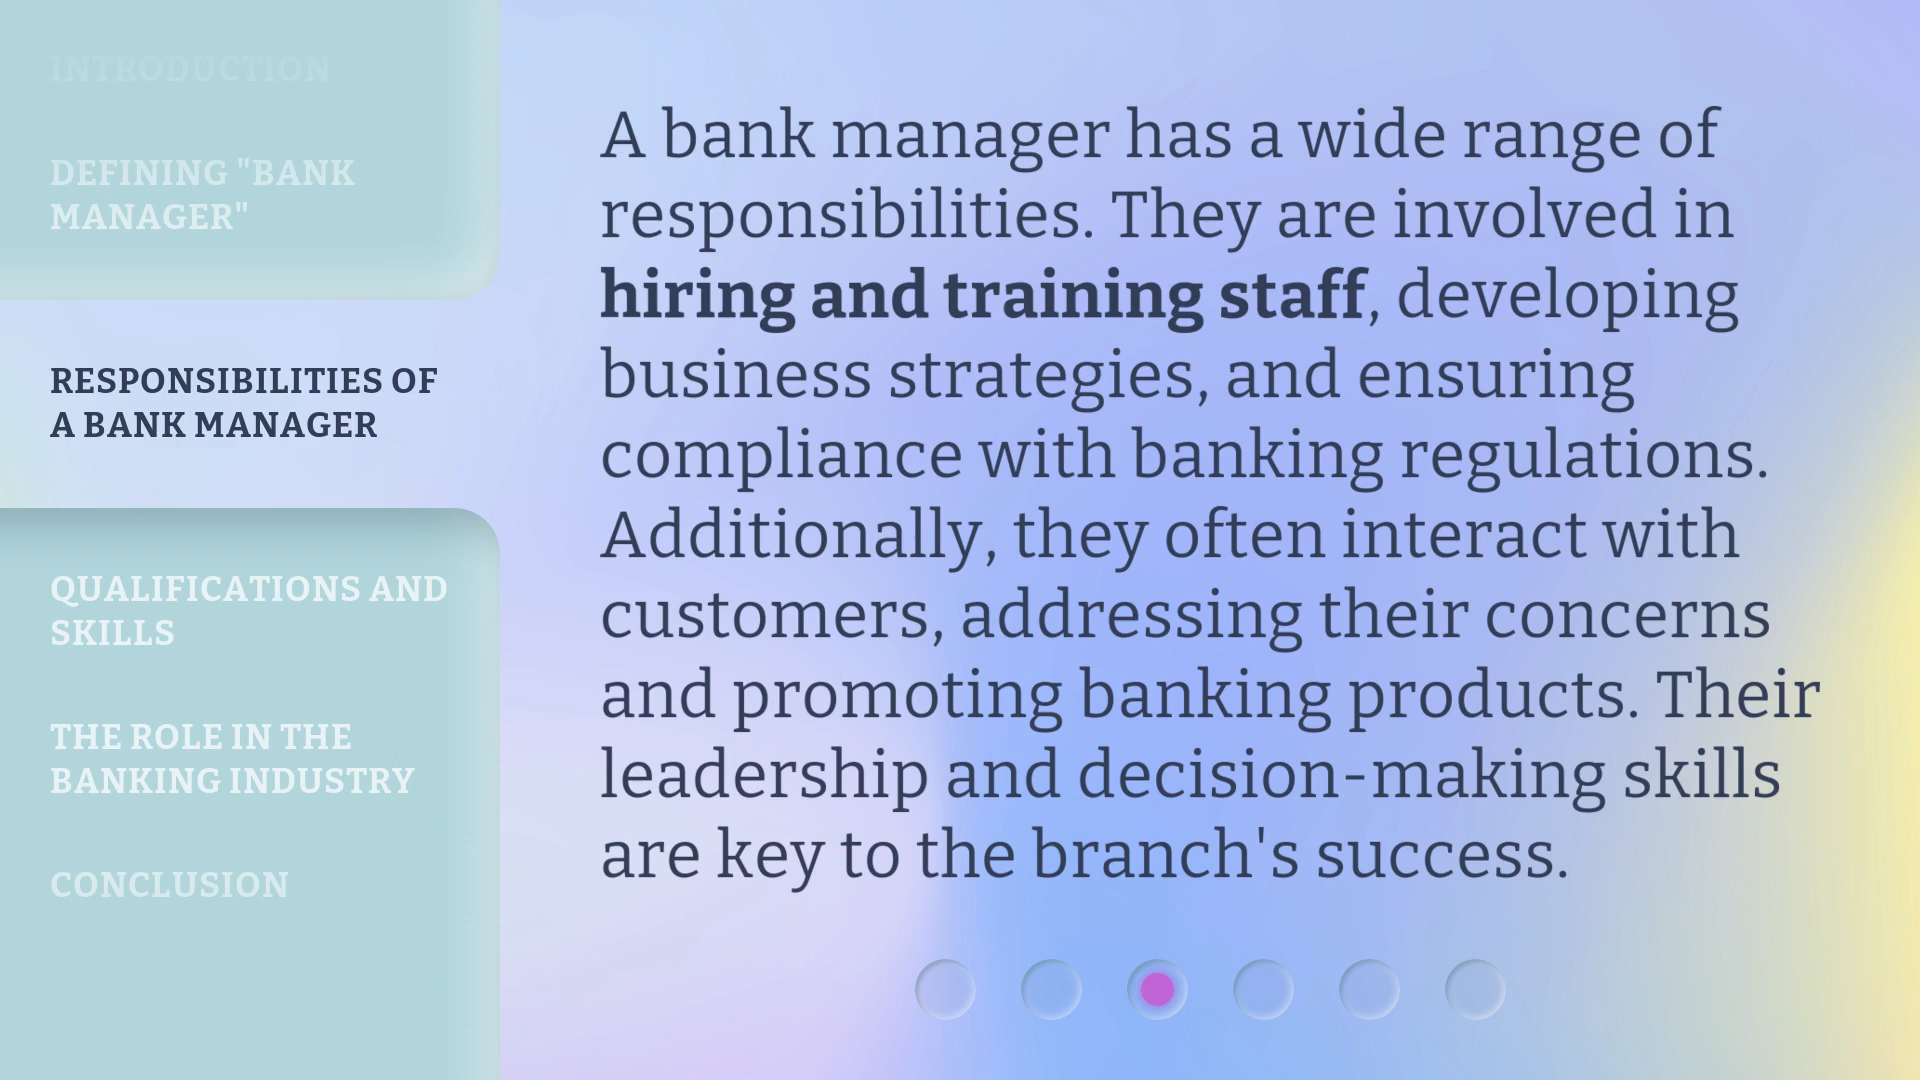 INTRODUCTION
DEFINING "BANK
MANAGER"
RESPONSIBILITIES OF
A BANK MANAGER
QUALIFICATIONS AND
SKILLS
THE ROLE IN THE
BANKING INDUSTRY
CONCLUSION
A bank manager has a wide range of
responsibilities. They are involved in
hiring and training staff, developing
business strategies, and ensuring
compliance with banking regulations.
Additionally, they often interact with
customers, addressing their concerns
and promoting banking products. Their
leadership and decision-making skills
are key to the branch's success.